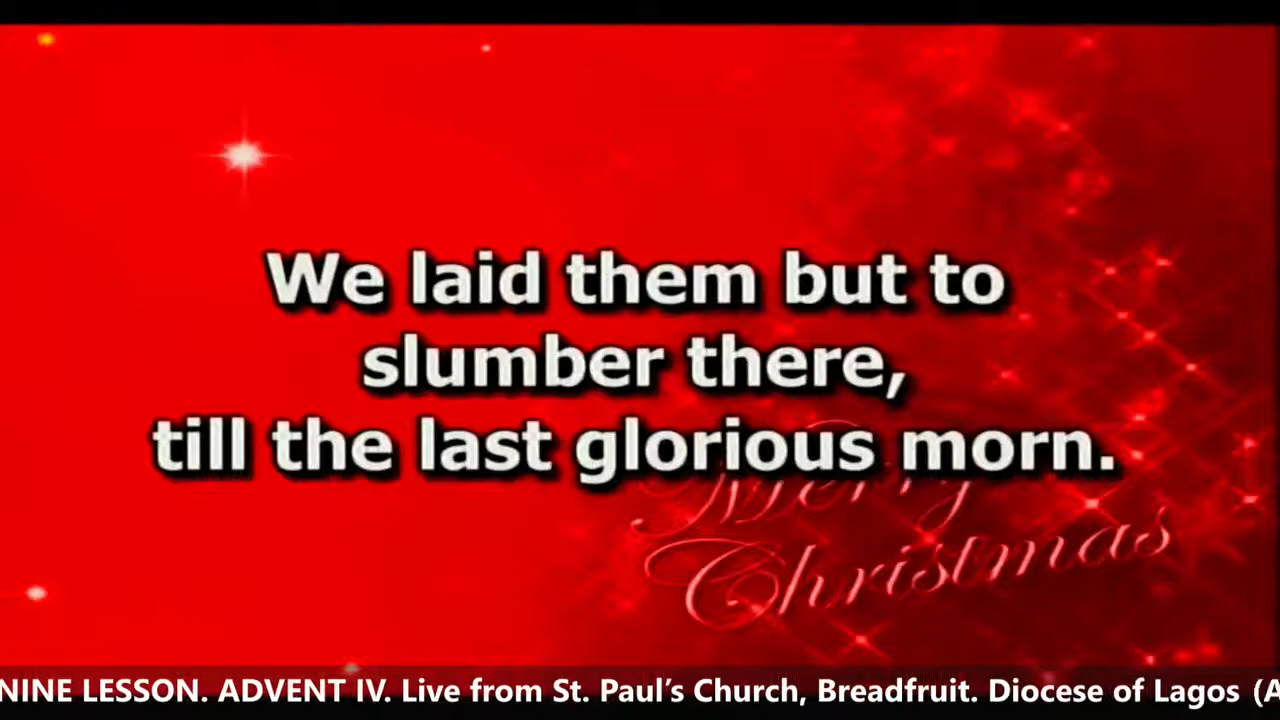 We laid them but to
slumber there,
till the last glorious morn.
Merry
Christmas
NINE LESSON. ADVENT IV. Live from St. Paul’s Church, Breadfruit. Diocese of Lagos (A